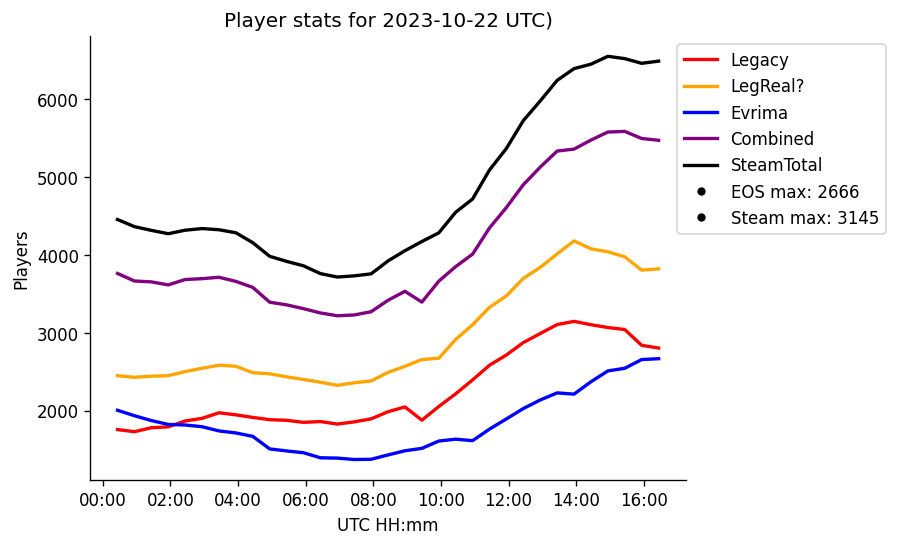 Player stats for 2023-10-22 UTC)
Legacy
LegReal?
Evrima
Combined
SteamTotal
EOS max: 2666
Steam max: 3145
6000
5000
4000
3000
2000
Players
00:00 02:00 04:00 06:00 08:00 10:00 12:00 14:00 16:00
UTC HH:mm